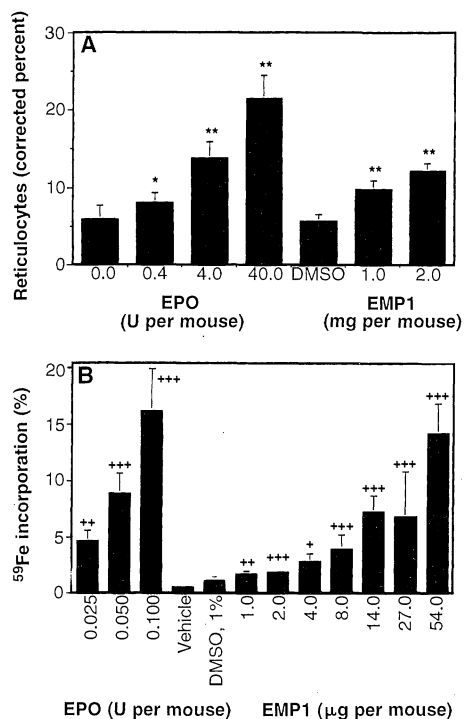 A
Reticulocytes (corrected percent)
30
20
10
0
*
**
**
**
**
0.0 0.4 4.0 40.0 DMSO 1.0 2.0
EPO EMP1
(U per mouse) (mg per mouse)
B
59Fe incorporation (%)
20
15
10
5
0
++
+++
+++
++
+++
+
+++
+++
+++
+++
0.025 0.050 0.100 Vehicle DMSO, 1% 1.0 2.0 4.0 8.0 14.0 27.0 54.0
EPO (U per mouse) EMP1 (µg per mouse)